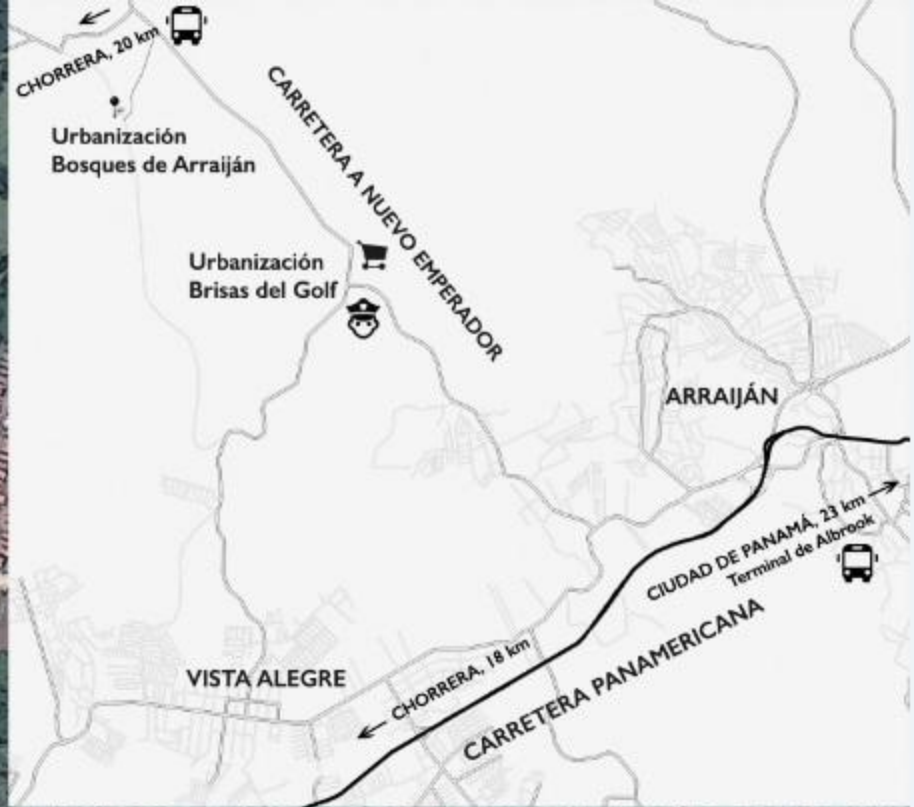 CHORRERA, 20 km
Urbanización
Bosques de Arraiján
CARRETERA A NUEVO EMPERADOR
Urbanización
Brisas del Golf
ARRAIJÁN
CIUDAD DE PANAMÁ, 23 km
Terminal de Albrook
VISTA ALEGRE
CHORRERA, 18 km
CARRETERA PANAMERICANA